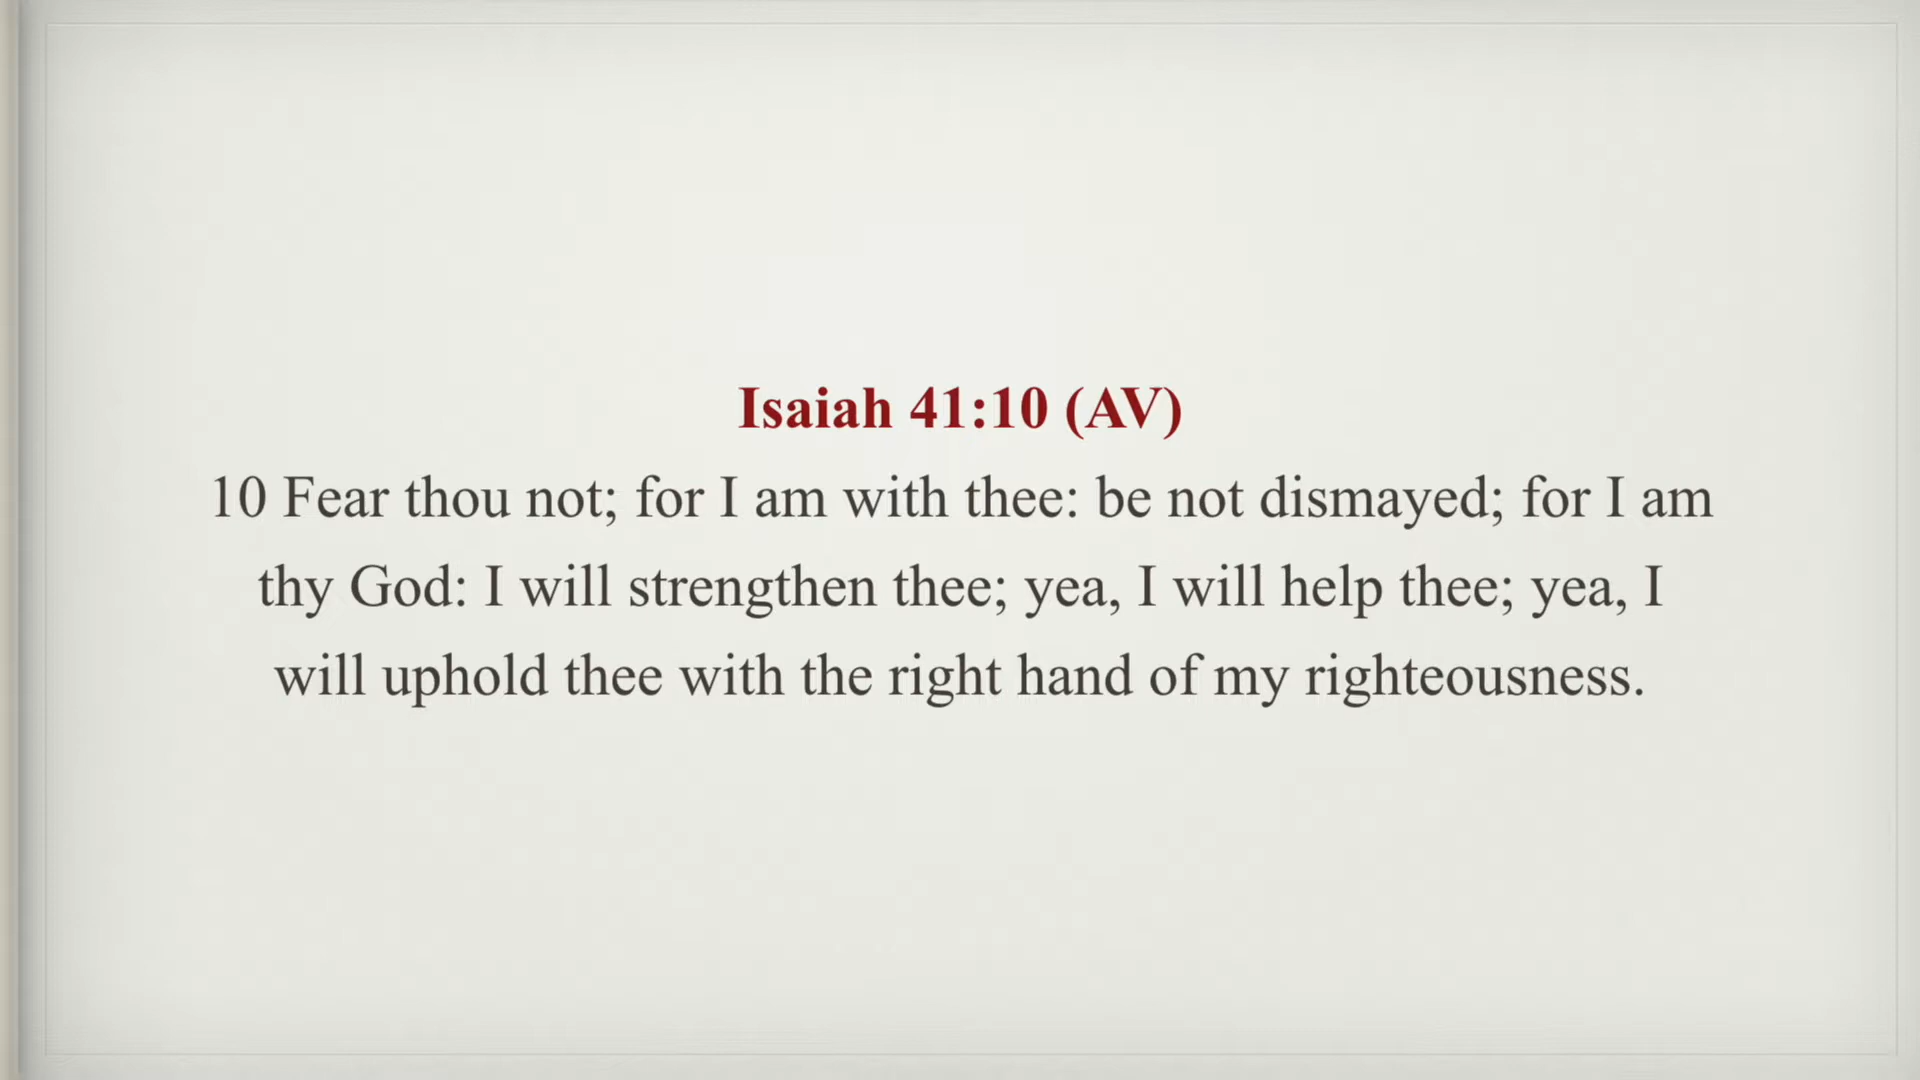 Isaiah 41:10 (AV)
10 Fear thou not; for I am with thee: be not dismayed; for I am
thy God: I will strengthen thee; yea, I will help thee; yea, I
will uphold thee with the right hand of my righteousness.